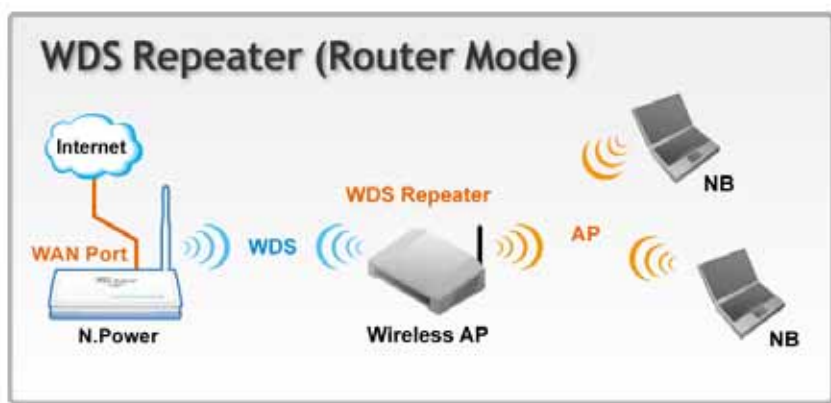 WDS Repeater (Router Mode)
Internet
NB
WDS Repeater
WAN Port
WDS
AP
N.Power
Wireless AP
NB